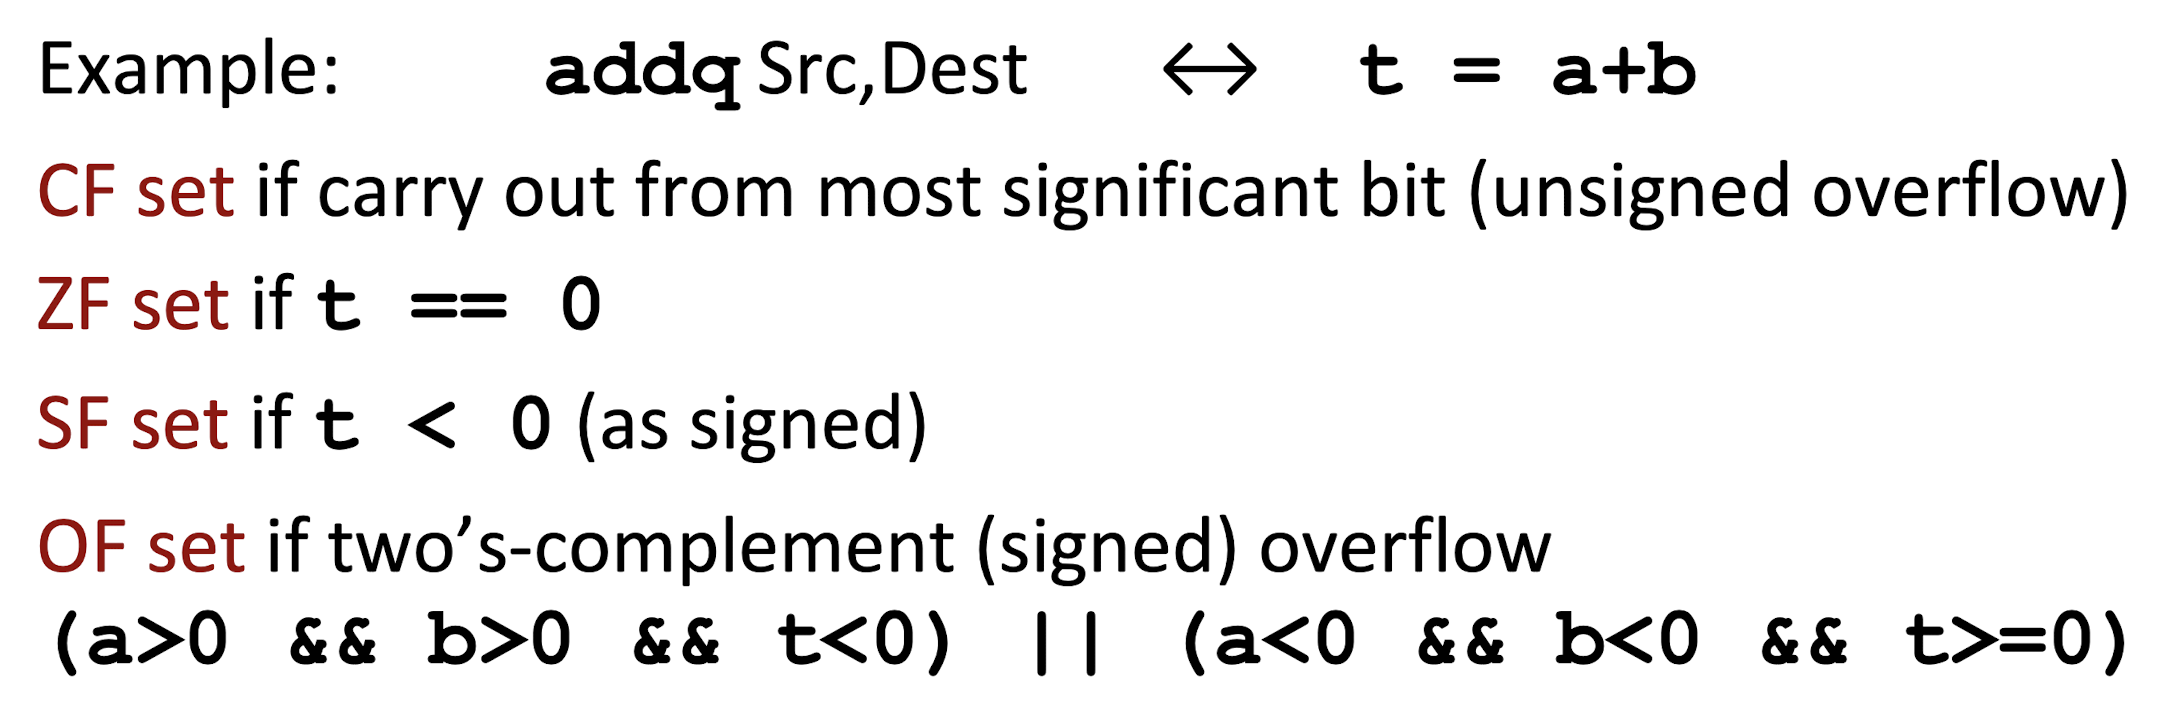 Example: addq Src,Dest ↔ t = a+b
CF set if carry out from most significant bit (unsigned overflow)
ZF set if t == 0
SF set if t < 0 (as signed)
OF set if two’s-complement (signed) overflow
(a>0 && b>0 && t<0) || (a<0 && b<0 && t>=0)